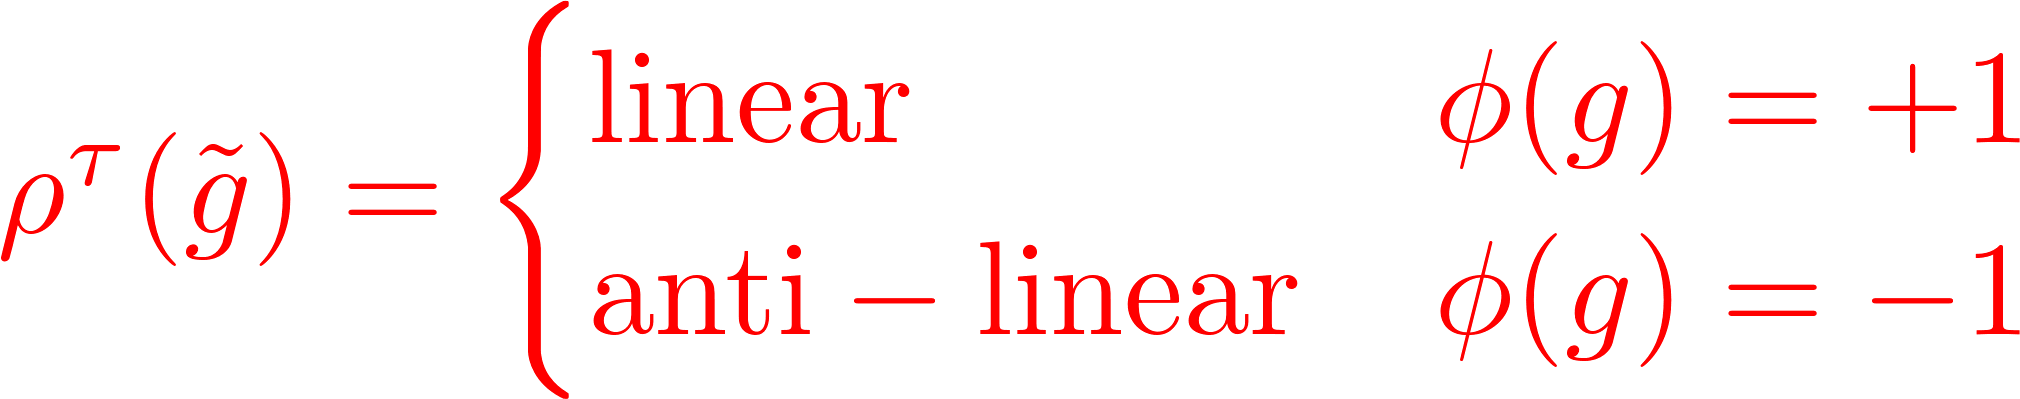 ρ^τ(g̃) = { linear ϕ(g) = +1
anti − linear ϕ(g) = −1